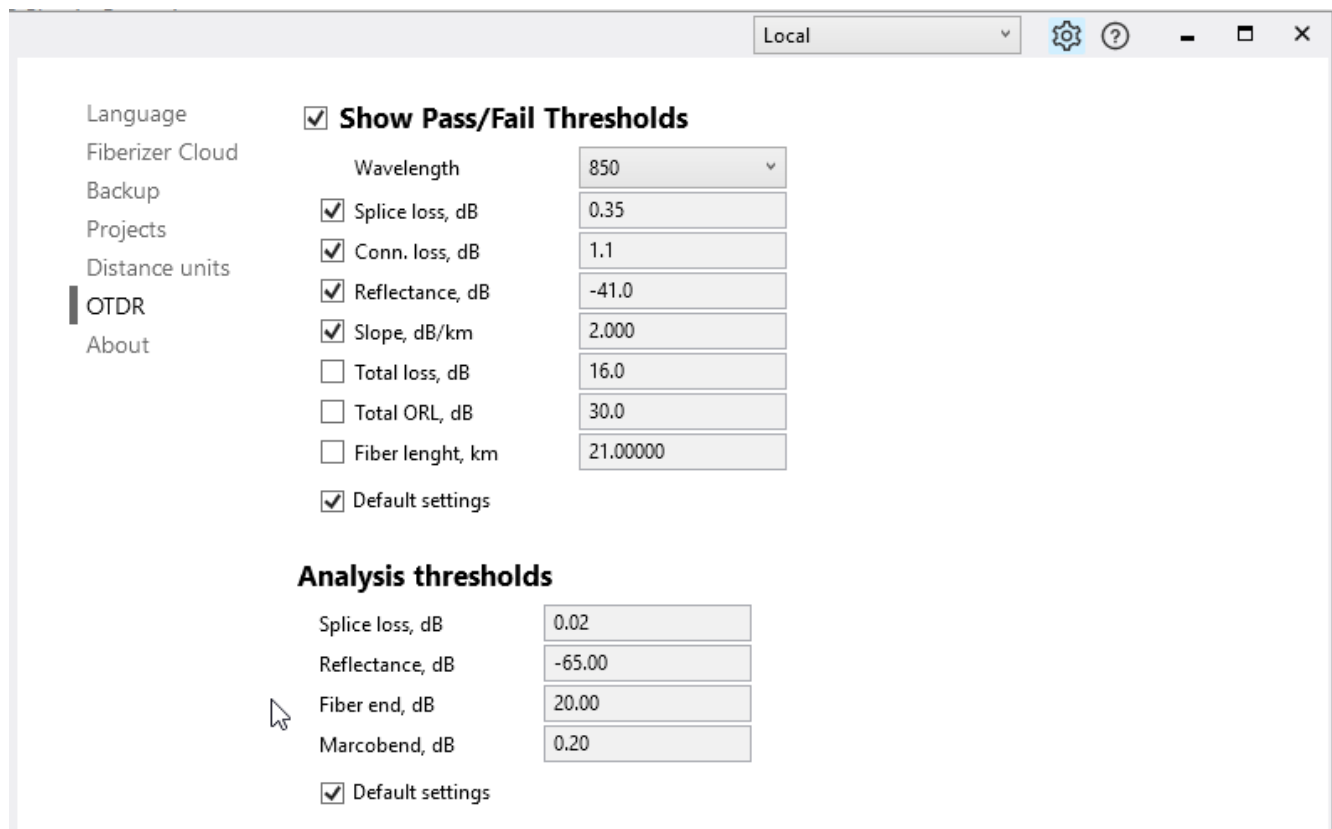 Local
Language
Fiberizer Cloud
Backup
Projects
Distance units
OTDR
About
Show Pass/Fail Thresholds
Wavelength 850
Splice loss, dB 0.35
Conn. loss, dB 1.1
Reflectance, dB -41.0
Slope, dB/km 2.000
Total loss, dB 16.0
Total ORL, dB 30.0
Fiber lenght, km 21.00000
Default settings
Analysis thresholds
Splice loss, dB 0.02
Reflectance, dB -65.00
Fiber end, dB 20.00
Marcobend, dB 0.20
Default settings